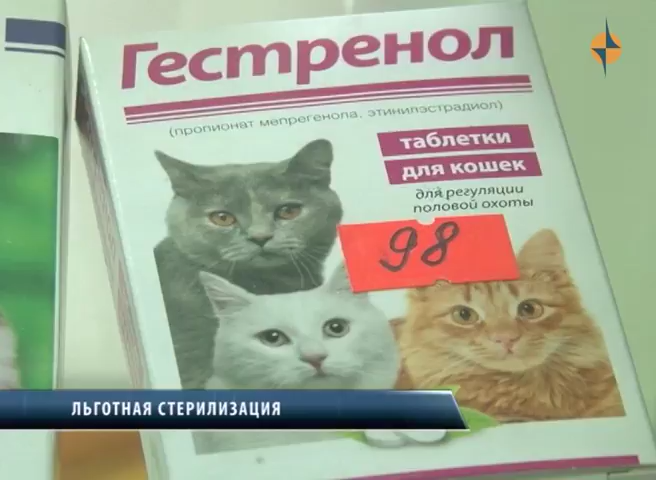 Гестренол
(пропионат мепрегенола, этинилэстрадиол)
таблетки
для кошек
для регуляции
половой охоты
98
ЛЬГОТНАЯ СТЕРИЛИЗАЦИЯ